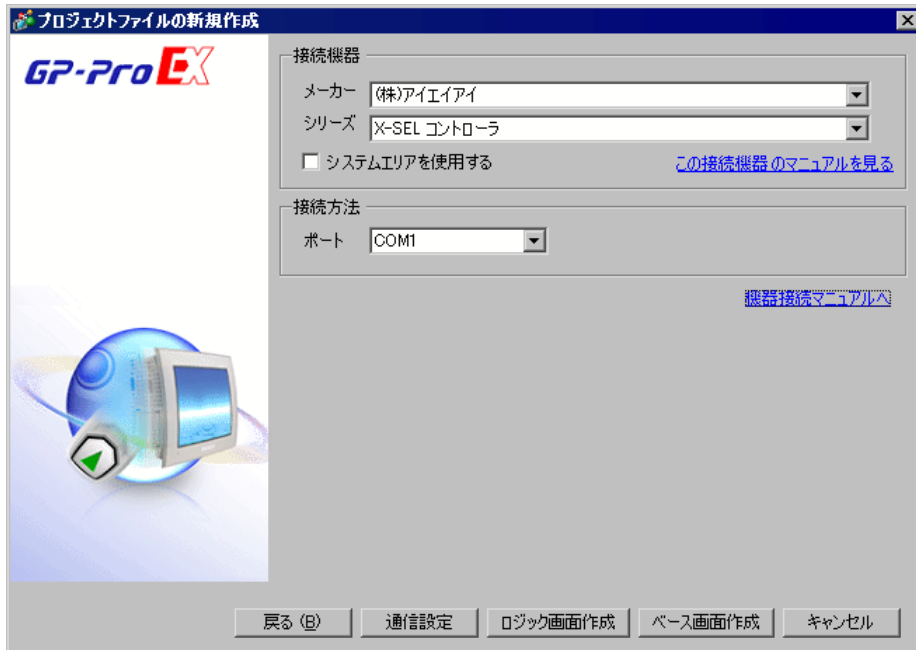 プロジェクトファイルの新規作成
GP-Pro EX
接続機器
メーカー (株)アイエイアイ
シリーズ X-SEL コントローラ
システムエリアを使用する この接続機器のマニュアルを見る
接続方法
ポート COM1
機器接続マニュアルへ
戻る (B) 通信設定 ロジック画面作成 ベース画面作成 キャンセル